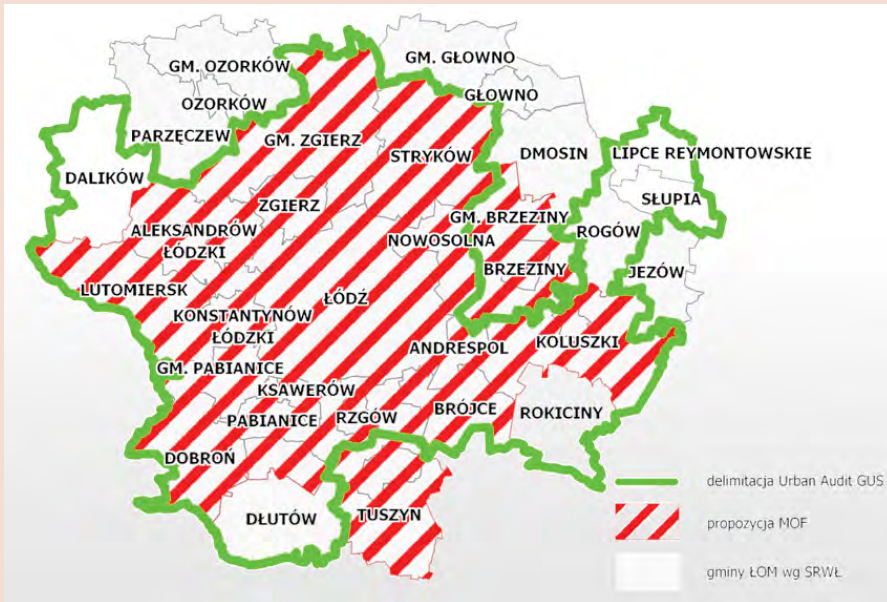 GM. OZORKÓW
GM. GŁOWNO
OZORKÓW
GŁOWNO
PARZĘCZEW
GM. ZGIERZ
STRYKÓW
DMOSIN
LIPCE REYMONTOWSKIE
DALIKÓW
ZGIERZ
SŁUPIA
ALEKSANDRÓW
ŁÓDZKI
NOWOSOLNA
GM. BRZEZINY
ROGÓW
BRZEZINY
JEZÓW
LUTOMIERSK
ŁÓDŹ
KONSTANTYNÓW
ŁÓDZKI
ANDRESPOL
KOLUSZKI
GM. PABIANICE
KSAWERÓW
PABIANICE
RZGÓW
BRÓJCE
ROKICINY
DOBROŃ
DŁUTÓW
TUSZYN
delimitacja Urban Audit GUS
propozycja MOF
gminy ŁOM wg SRWŁ